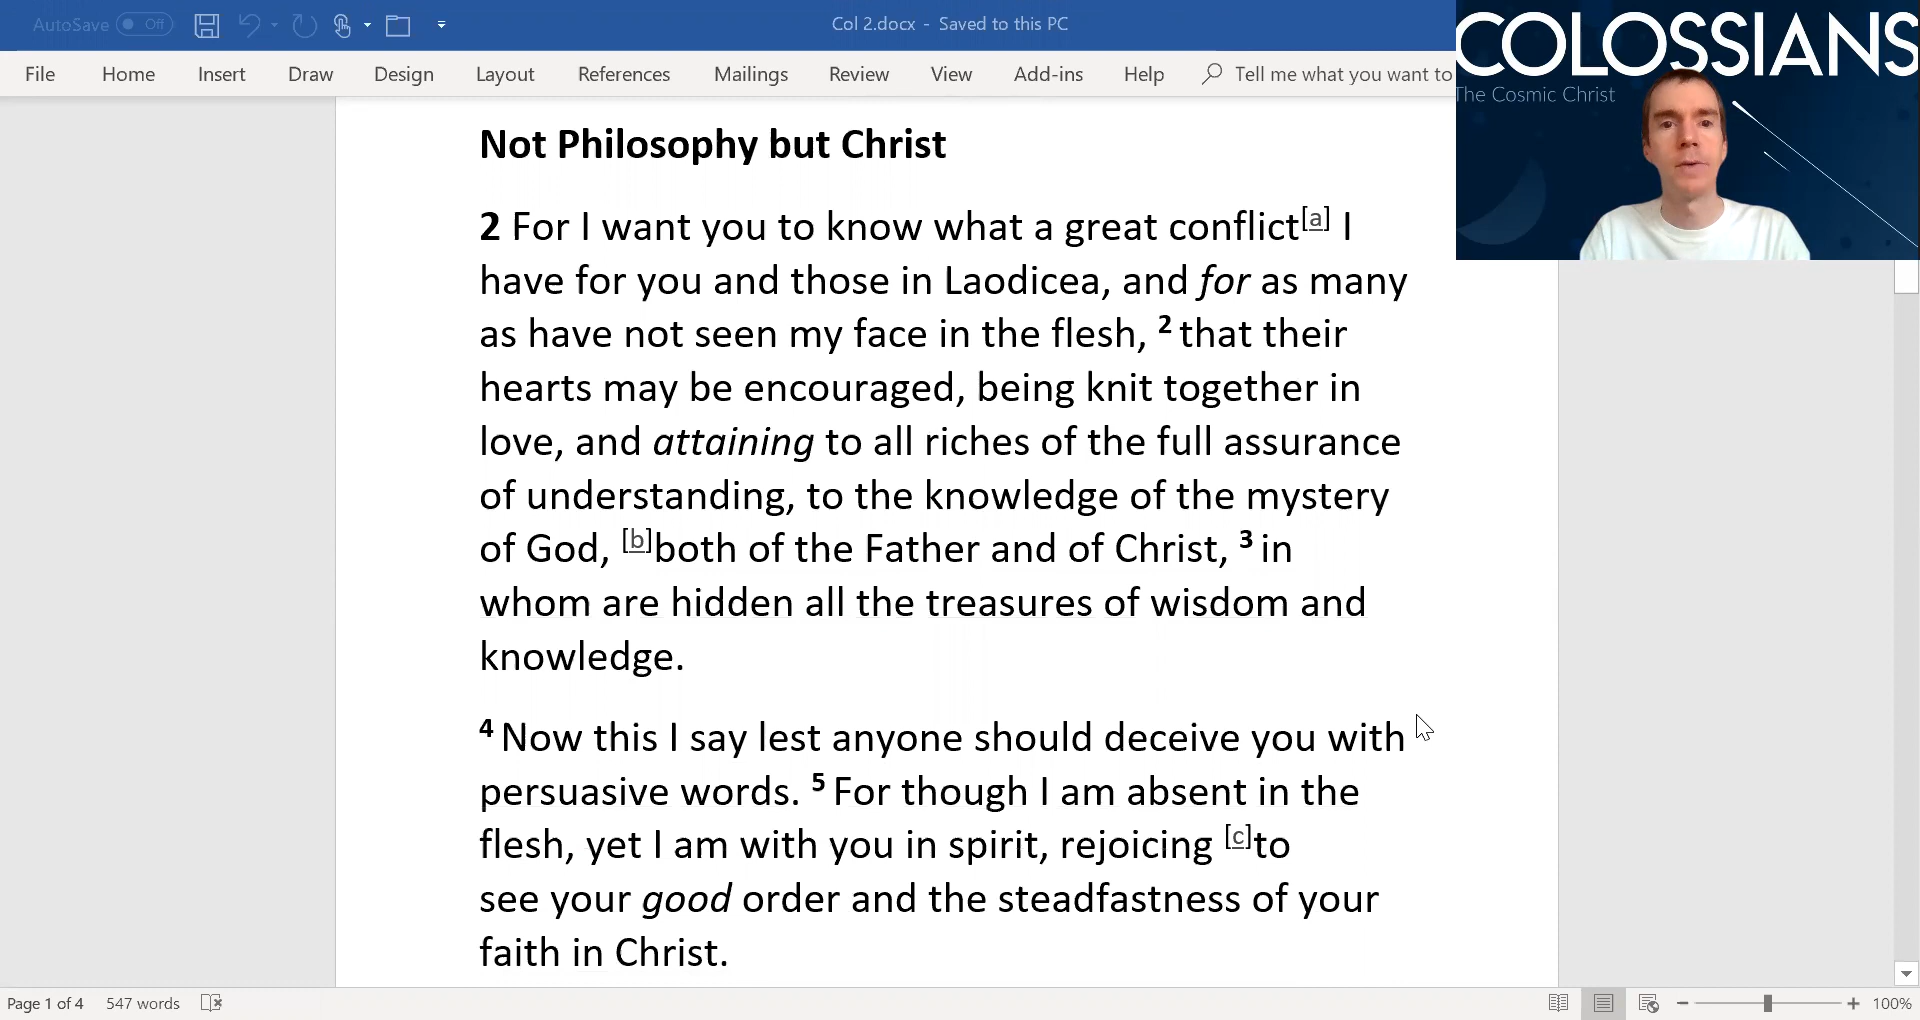 AutoSave Off
Col 2.docx - Saved to this PC
File Home Insert Draw Design Layout References Mailings Review View Add-ins Help Tell me what you want to
COLOSSIANS
The Cosmic Christ
Not Philosophy but Christ
2 For I want you to know what a great conflict[a] I
have for you and those in Laodicea, and for as many
as have not seen my face in the flesh, 2 that their
hearts may be encouraged, being knit together in
love, and attaining to all riches of the full assurance
of understanding, to the knowledge of the mystery
of God, [b]both of the Father and of Christ, 3 in
whom are hidden all the treasures of wisdom and
knowledge.
4 Now this I say lest anyone should deceive you with
persuasive words. 5 For though I am absent in the
flesh, yet I am with you in spirit, rejoicing [c]to
see your good order and the steadfastness of your
faith in Christ.
Page 1 of 4 547 words 100%